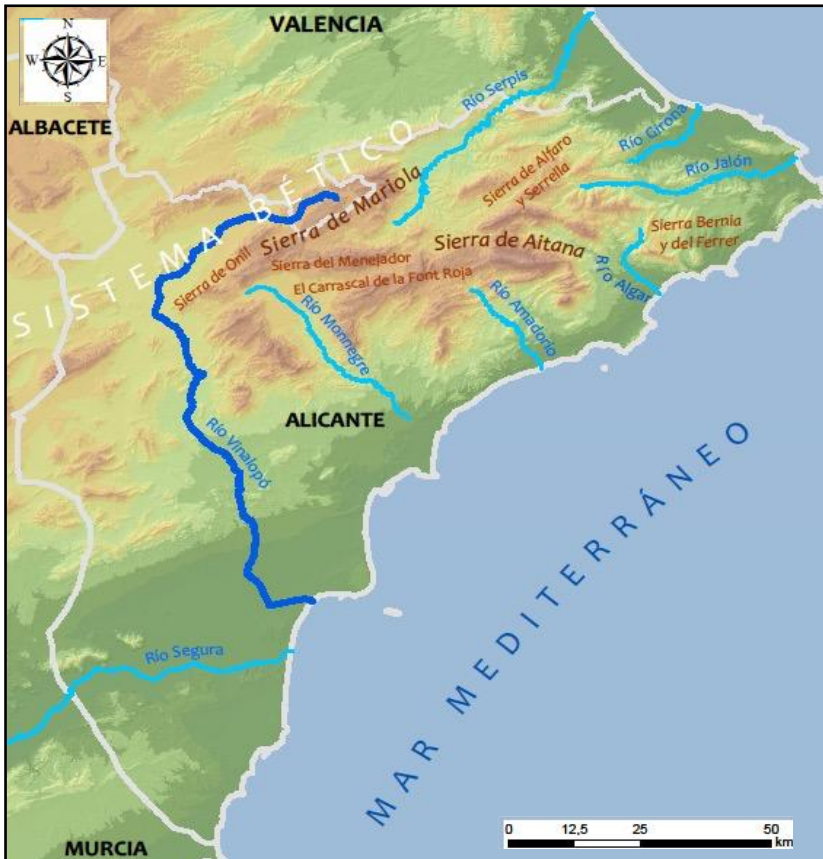 VALENCIA
N
W E
S
ALBACETE
SISTEMA BÉTICO
Río Serpis
Río Girona
Río Jalón
Sierra de Alfaro
y Serrella
Sierra de Mariola
Sierra Bernia
y del Ferrer
Sierra de Aitana
Sierra de Onil
Sierra del Menejador
El Carrascal de la Font Roja
Río Algar
Río Amadorio
Río Monnegre
ALICANTE
Río Vinalopó
MAR MEDITERRÁNEO
Río Segura
MURCIA
0 12,5 25 50
km